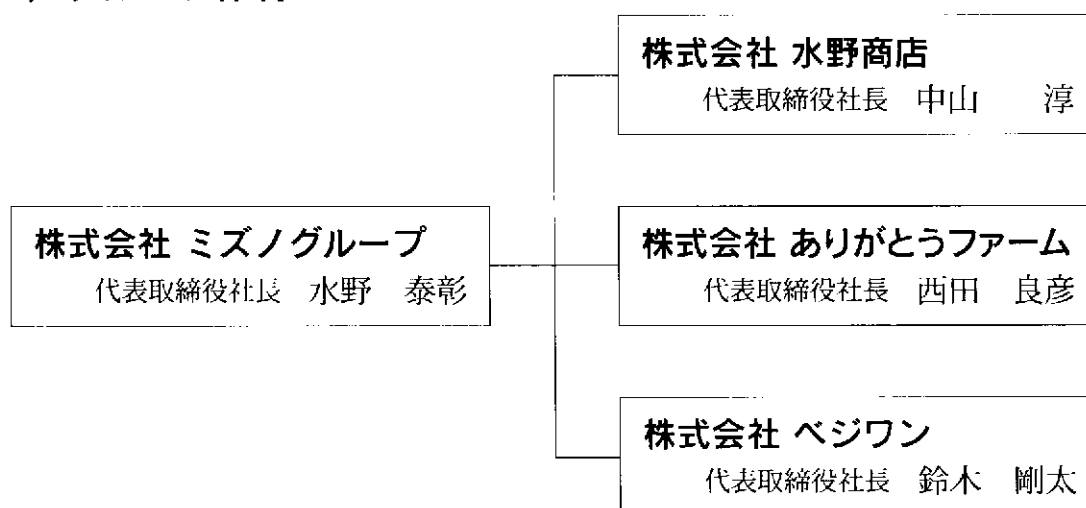 株式会社 ミズノグループ
代表取締役社長　水野　泰彰
株式会社 水野商店
代表取締役社長　中山　淳
株式会社 ありがとうファーム
代表取締役社長　西田　良彦
株式会社 ベジワン
代表取締役社長　鈴木　剛太